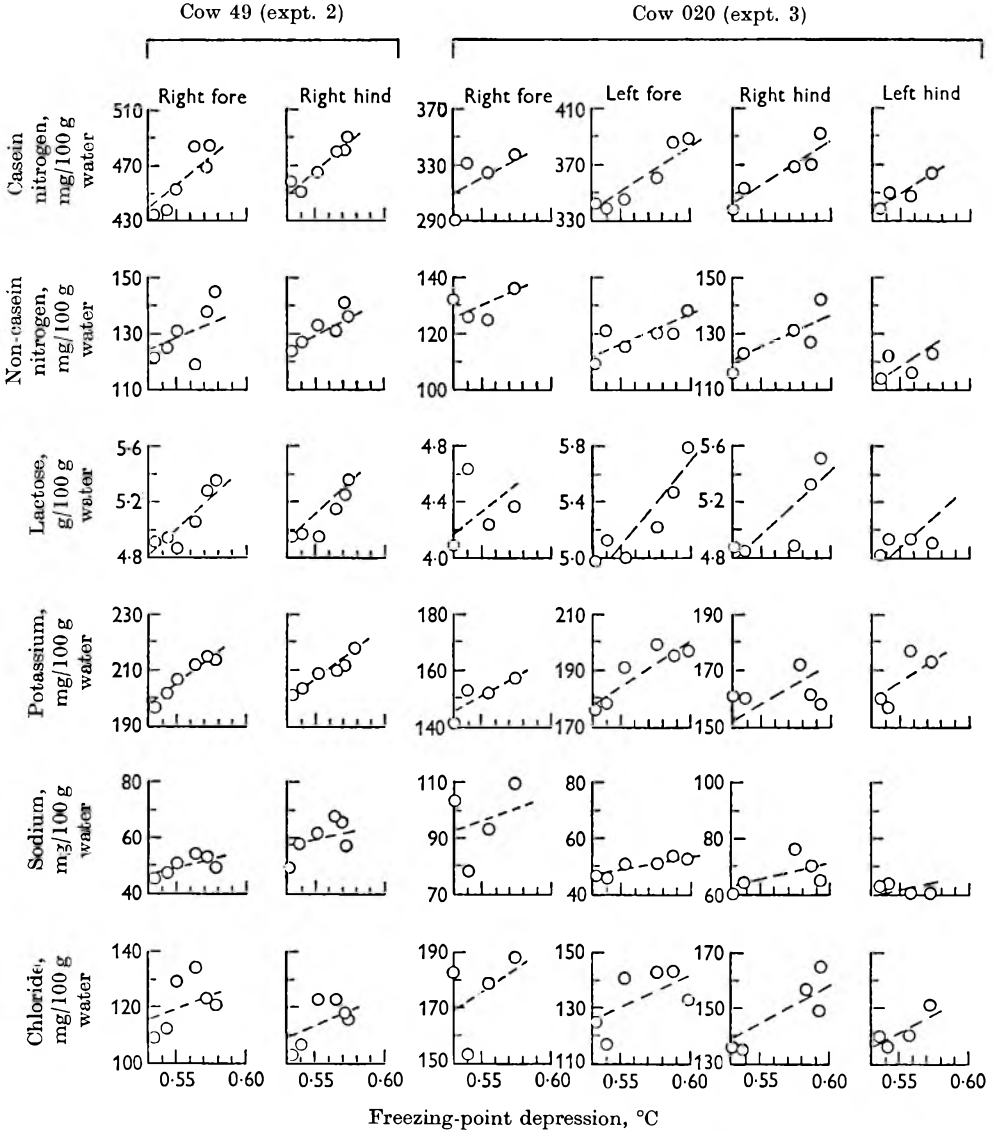 Cow 49 (expt. 2) Cow 020 (expt. 3)
Right fore Right hind Right fore Left fore Right hind Left hind
Casein
nitrogen,
mg/100 g
water
510 370 410
470 330 370
430 290 330
Non-casein
nitrogen,
mg/100 g
water
150 140 150 150
130 120 130 130
110 100 110 110
Lactose,
g/100 g
water
5·6 4·8 5·8 5·6
5·2 4·4 5·4 5·2
4·8 4·0 5·0 4·8
Potassium,
mg/100 g
water
230 180 210 190
210 160 190 170
190 140 170 150
Sodium,
mg/100 g
water
80 110 80 100
60 90 60 80
40 70 40 60
Chloride,
mg/100 g
water
140 190 150 170
120 170 130 150
100 150 110 130
0·55 0·60 0·55 0·60 0·55 0·60 0·55 0·60 0·55 0·60 0·55 0·60
Freezing-point depression, °C